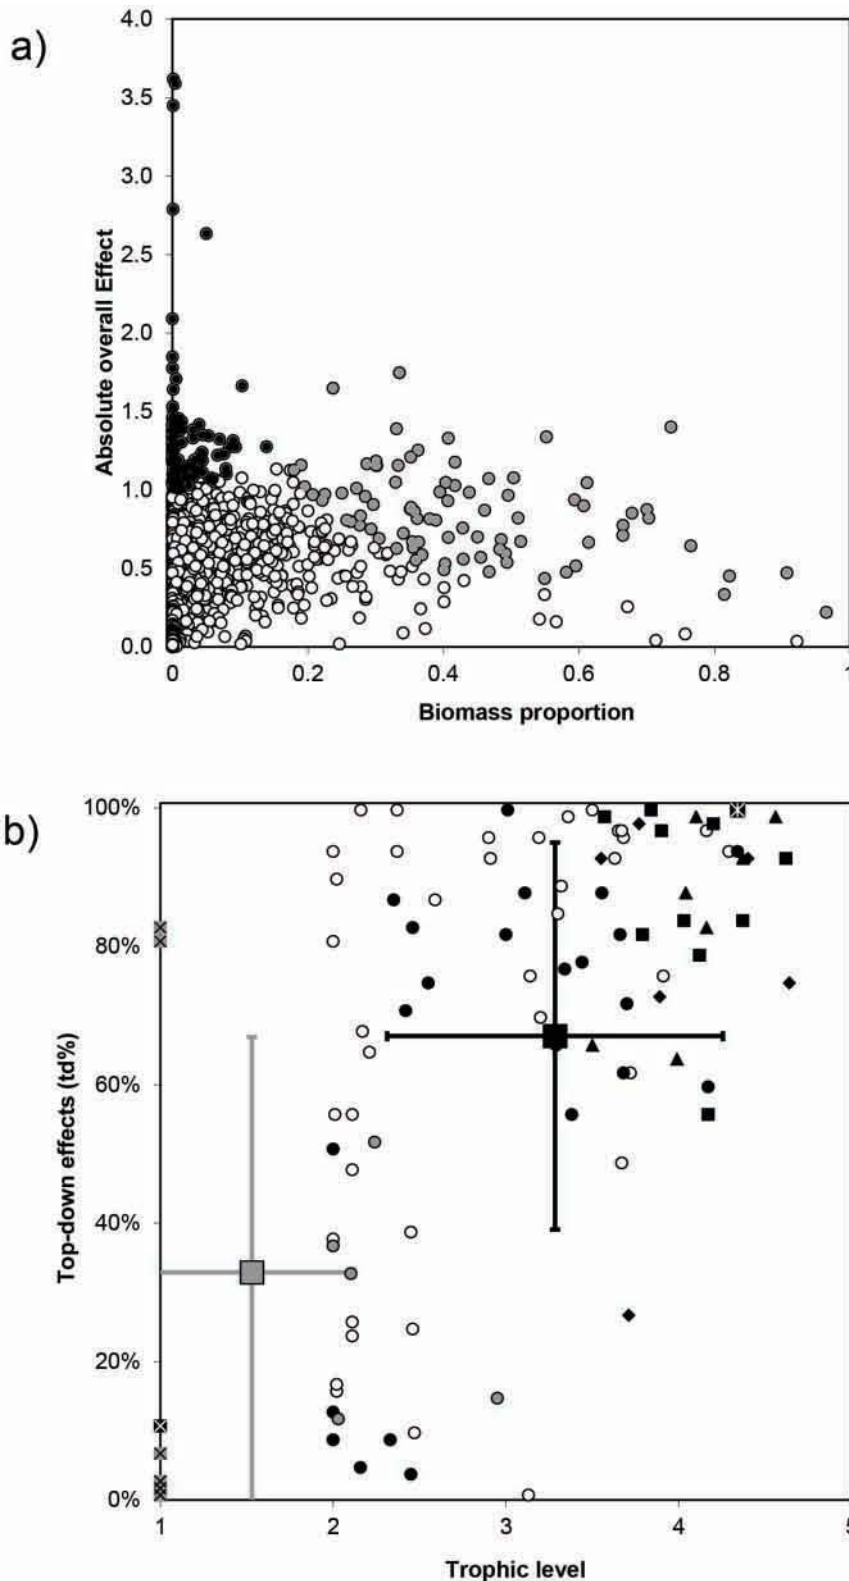 a)
4.0
3.5
3.0
2.5
2.0
1.5
1.0
0.5
0.0
Absolute overall Effect
0 0.2 0.4 0.6 0.8 1
Biomass proportion
b)
100%
80%
60%
40%
20%
0%
Top-down effects (td%)
1 2 3 4 5
Trophic level